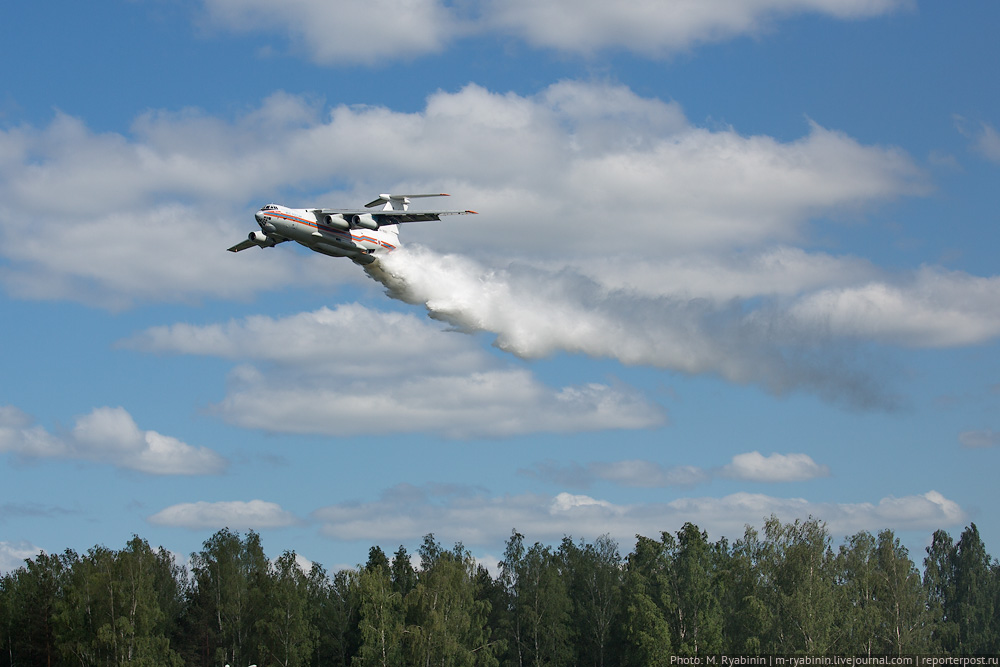 Photo: M. Ryabinin | m-ryabinin.livejournal.com | reporterpost.ru